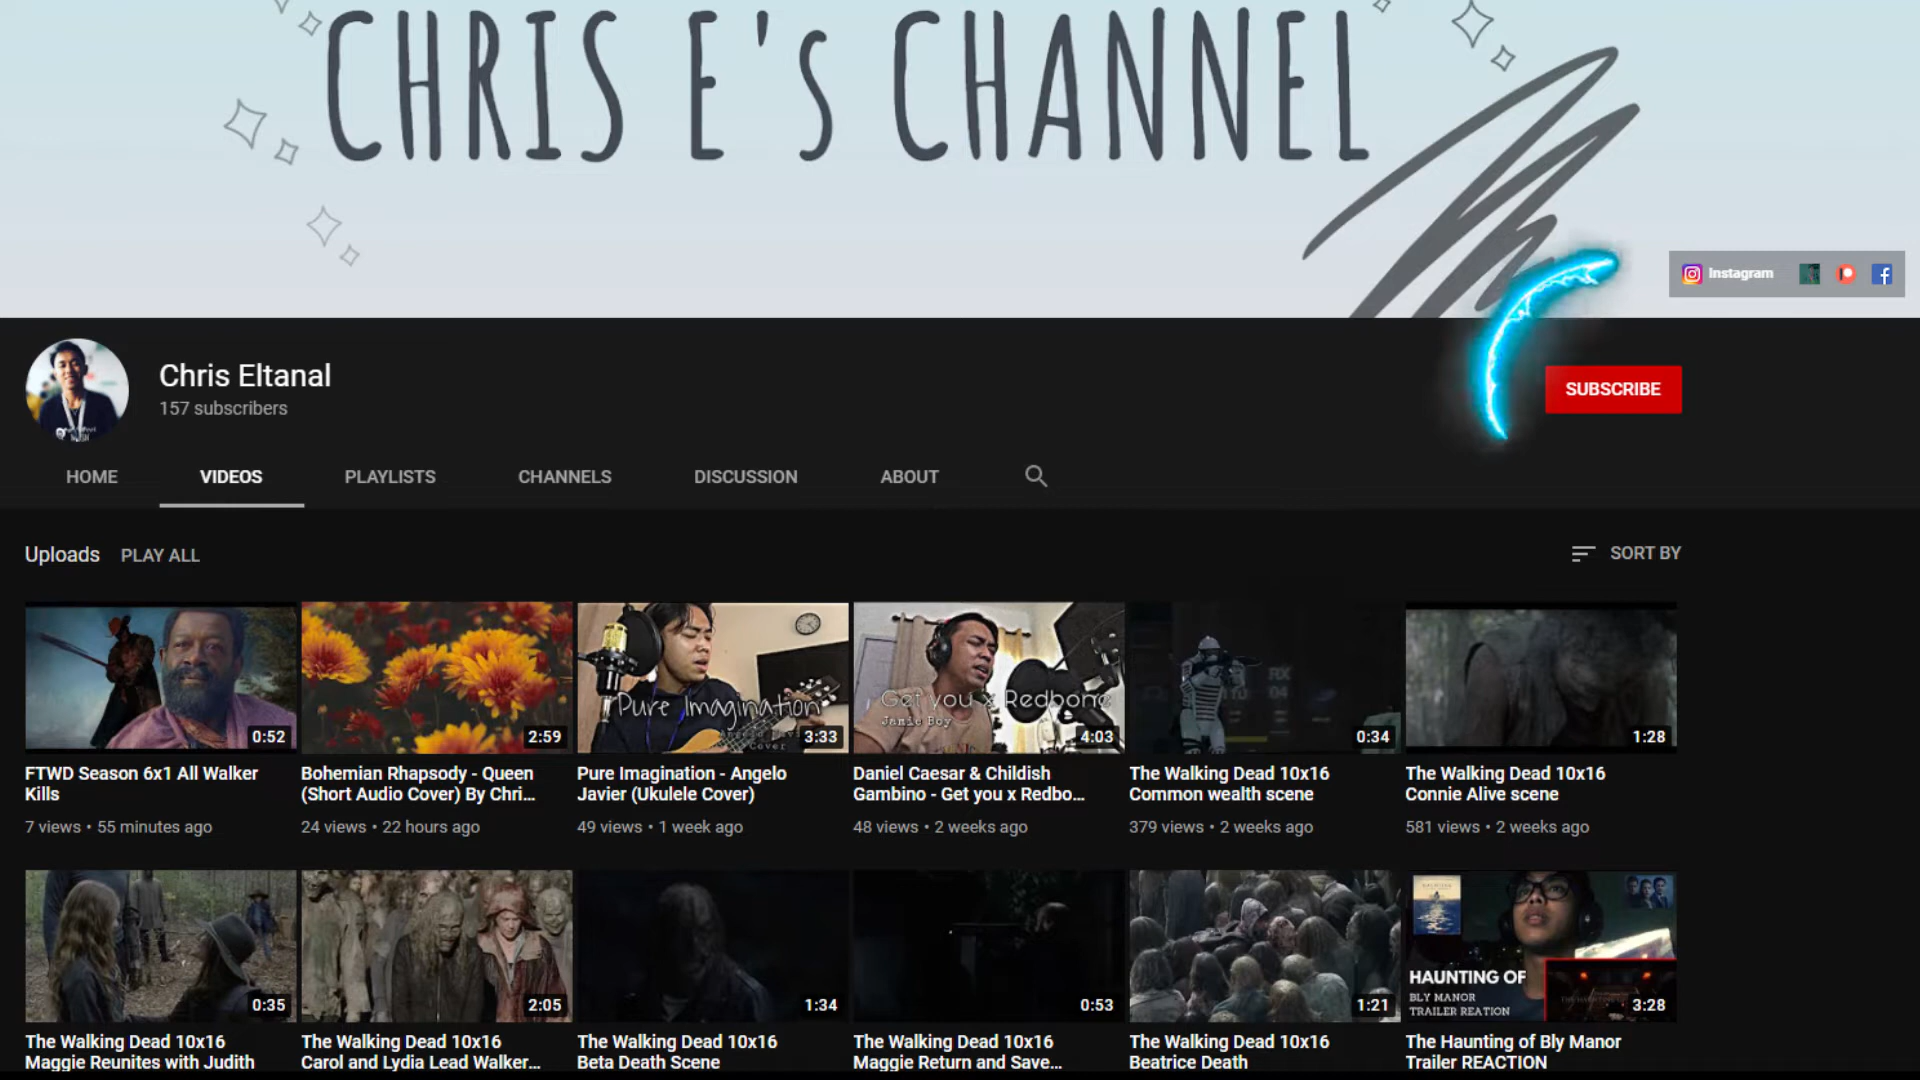 CHRIS E's CHANNEL
Instagram
Chris Eltanal
157 subscribers
SUBSCRIBE
HOME VIDEOS PLAYLISTS CHANNELS DISCUSSION ABOUT
Uploads PLAY ALL SORT BY
Pure Imagination
Get you x Redbone
Jamie Boy
0:52 2:59 3:33 4:03 0:34 1:28
FTWD Season 6x1 All Walker
Kills
7 views • 55 minutes ago
Bohemian Rhapsody - Queen
(Short Audio Cover) By Chri...
24 views • 22 hours ago
Pure Imagination - Angelo
Javier (Ukulele Cover)
49 views • 1 week ago
Daniel Caesar & Childish
Gambino - Get you x Redbo...
48 views • 2 weeks ago
The Walking Dead 10x16
Common wealth scene
379 views • 2 weeks ago
The Walking Dead 10x16
Connie Alive scene
581 views • 2 weeks ago
HAUNTING OF
BLY MANOR
TRAILER REATION
0:35 2:05 1:34 0:53 1:21 3:28
The Walking Dead 10x16
Maggie Reunites with Judith
The Walking Dead 10x16
Carol and Lydia Lead Walker...
The Walking Dead 10x16
Beta Death Scene
The Walking Dead 10x16
Maggie Return and Save...
The Walking Dead 10x16
Beatrice Death
The Haunting of Bly Manor
Trailer REACTION